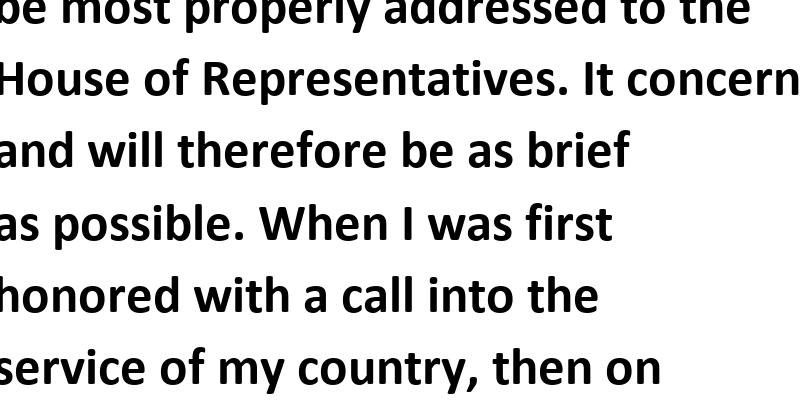 be most properly addressed to the
House of Representatives. It concern
and will therefore be as brief
as possible. When I was first
honored with a call into the
service of my country, then on